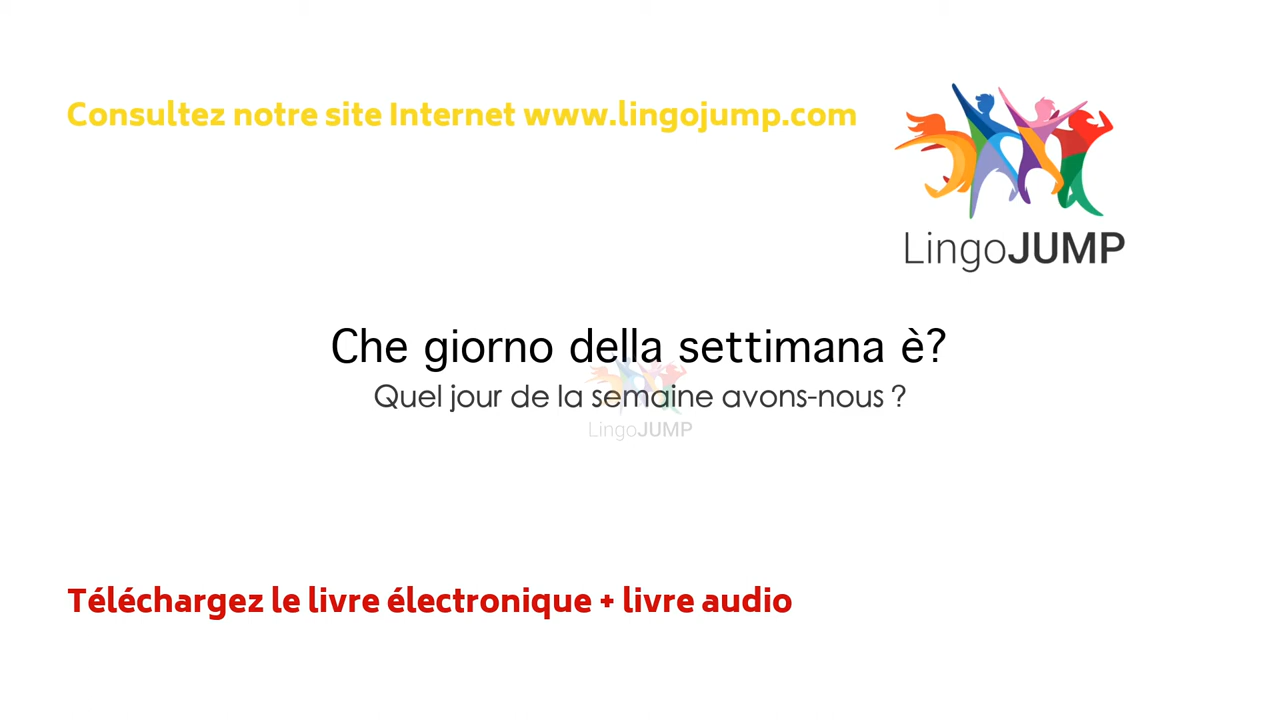 Consultez notre site Internet www.lingojump.com
LingoJUMP
Che giorno della settimana è?
Quel jour de la semaine avons-nous ?
LingoJUMP
Téléchargez le livre électronique + livre audio